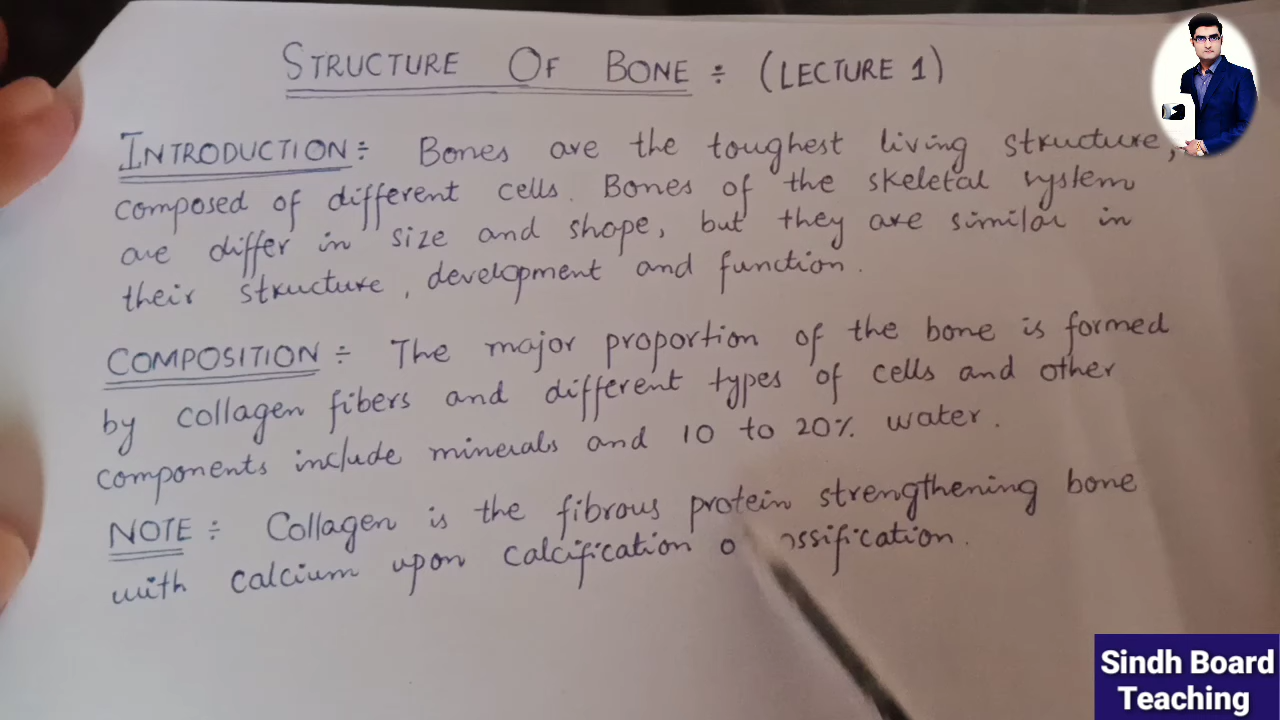 STRUCTURE OF BONE ÷ (LECTURE 1)
INTRODUCTION ÷ Bones are the toughest living structure,
composed of different cells. Bones of the skeletal system
are differ in size and shape, but they are similar in
their structure, development and function.
COMPOSITION ÷ The major proportion of the bone is formed
by collagen fibers and different types of cells and other
components include minerals and 10 to 20% water.
NOTE ÷ Collagen is the fibrous protein strengthening bone
with calcium upon calcification o ossification.
Sindh Board
Teaching